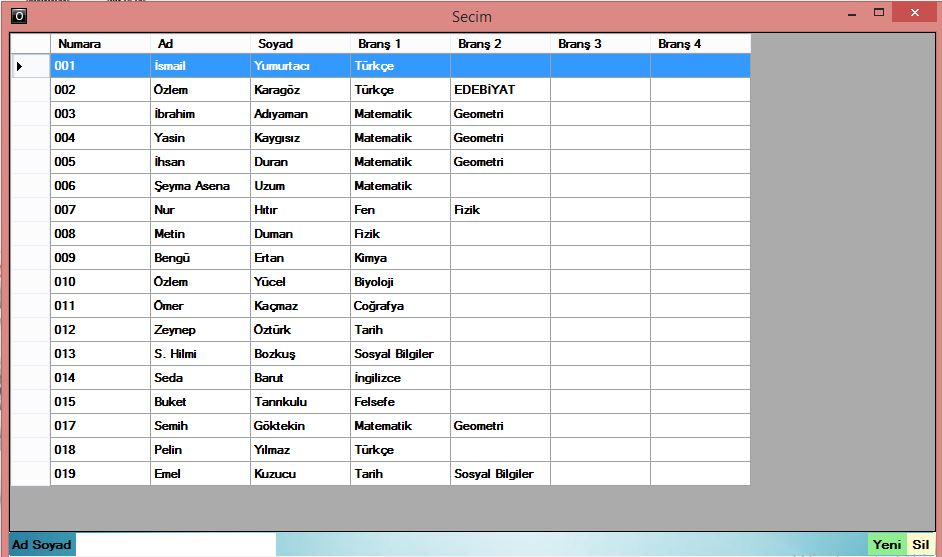 O Secim
Numara Ad Soyad Branş 1 Branş 2 Branş 3 Branş 4
001 İsmail Yumurtacı Türkçe
002 Özlem Karagöz Türkçe EDEBİYAT
003 İbrahim Adıyaman Matematik Geometri
004 Yasin Kaygısız Matematik Geometri
005 İhsan Duran Matematik Geometri
006 Şeyma Asena Uzum Matematik
007 Nur Hıtır Fen Fizik
008 Metin Duman Fizik
009 Bengü Ertan Kimya
010 Özlem Yücel Biyoloji
011 Ömer Kaçmaz Coğrafya
012 Zeynep Öztürk Tarih
013 S. Hilmi Bozkuş Sosyal Bilgiler
014 Seda Barut İngilizce
015 Buket Tanrıkulu Felsefe
017 Semih Göktekin Matematik Geometri
018 Pelin Yılmaz Türkçe
019 Emel Kuzucu Tarih Sosyal Bilgiler
Ad Soyad Yeni Sil